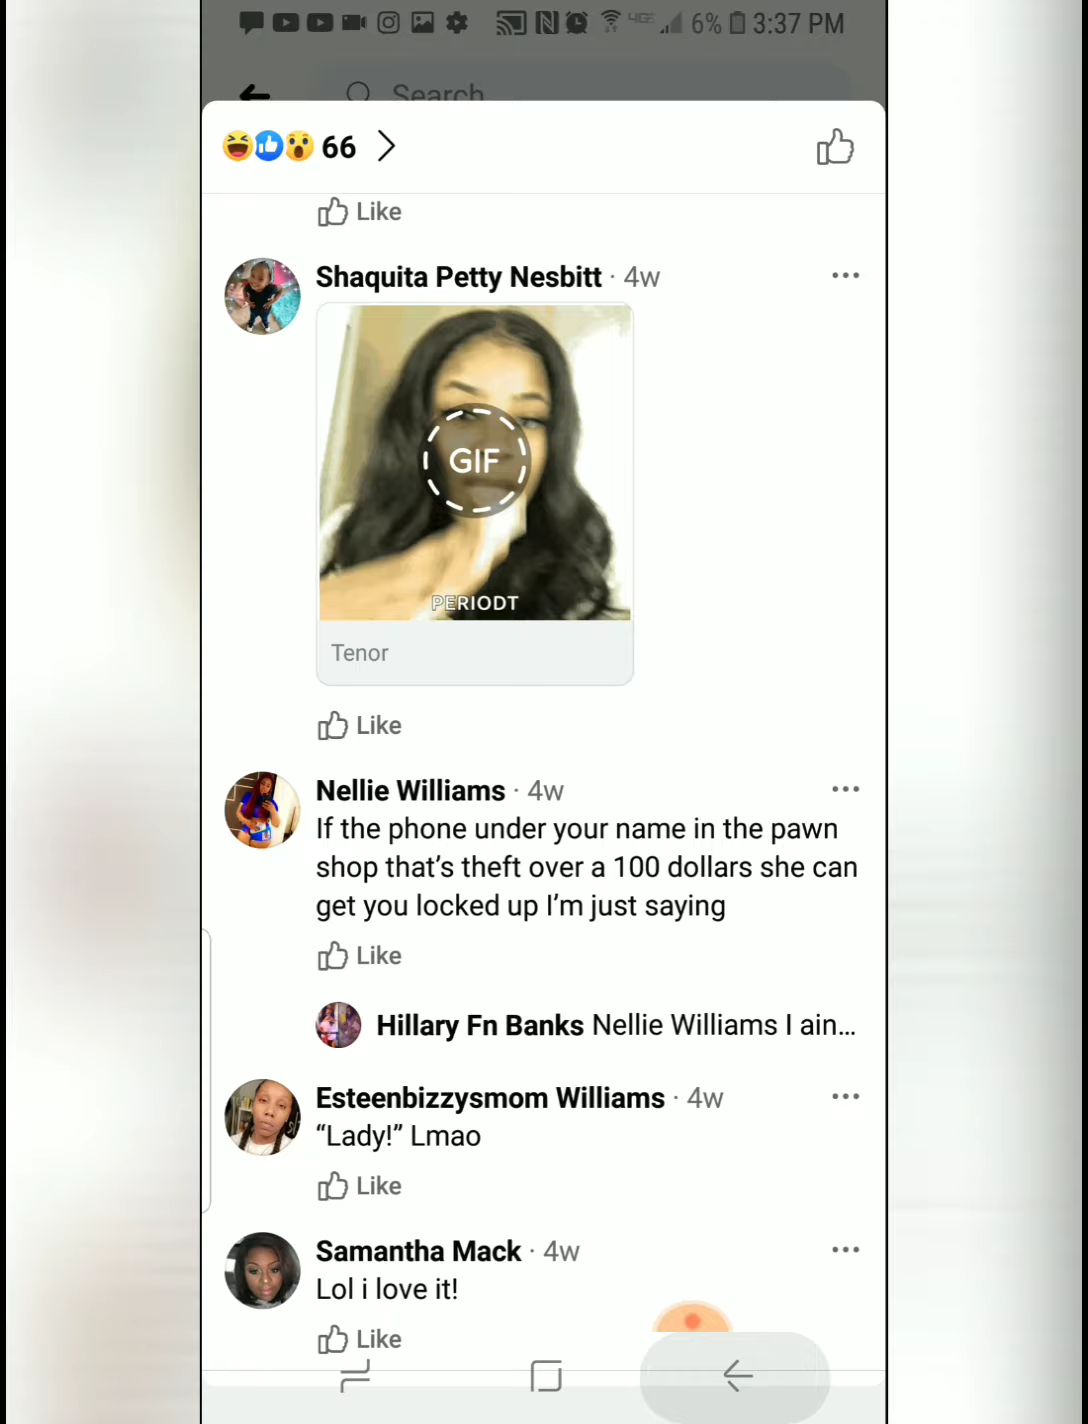 4GE 6% 3:37 PM
Search
66
Like
Shaquita Petty Nesbitt · 4w
GIF
PERIODT
Tenor
Like
Nellie Williams · 4w
If the phone under your name in the pawn
shop that's theft over a 100 dollars she can
get you locked up I'm just saying
Like
Hillary Fn Banks Nellie Williams I ain...
Esteenbizzysmom Williams · 4w
“Lady!” Lmao
Like
Samantha Mack · 4w
Lol i love it!
Like